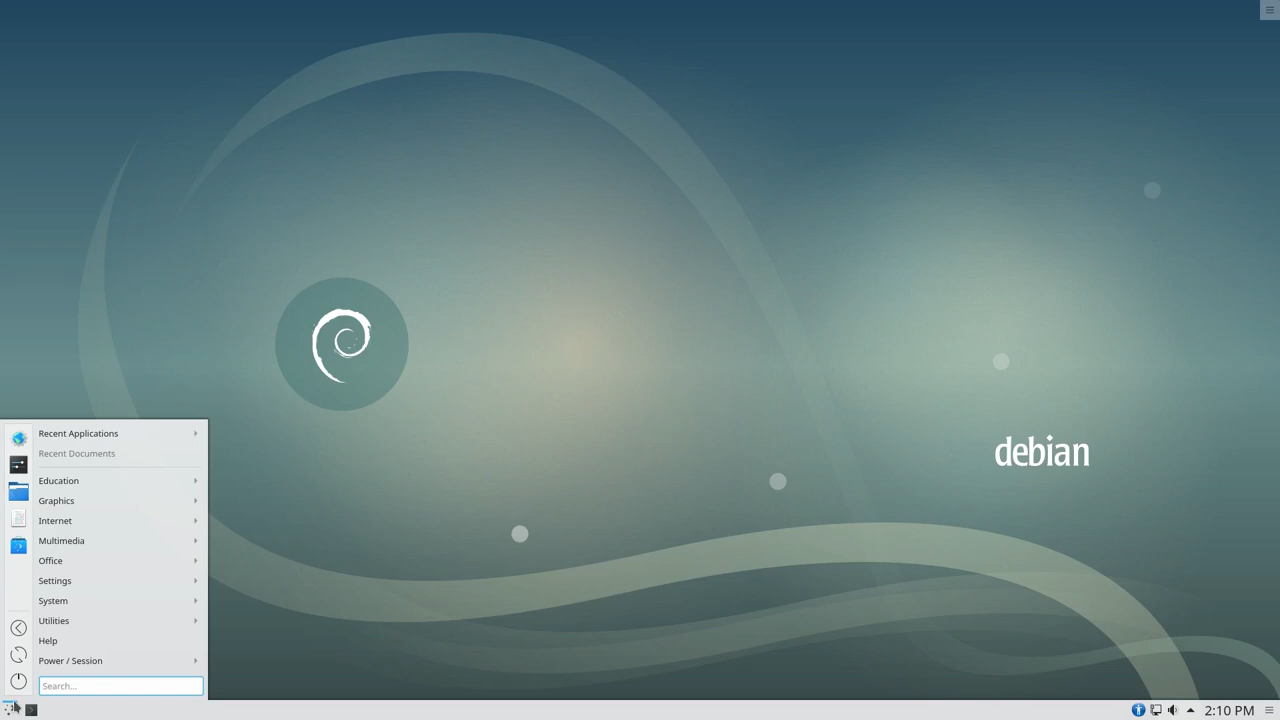 debian
Recent Applications
Recent Documents
Education
Graphics
Internet
Multimedia
Office
Settings
System
Utilities
Help
Power / Session
Search...
2:10 PM